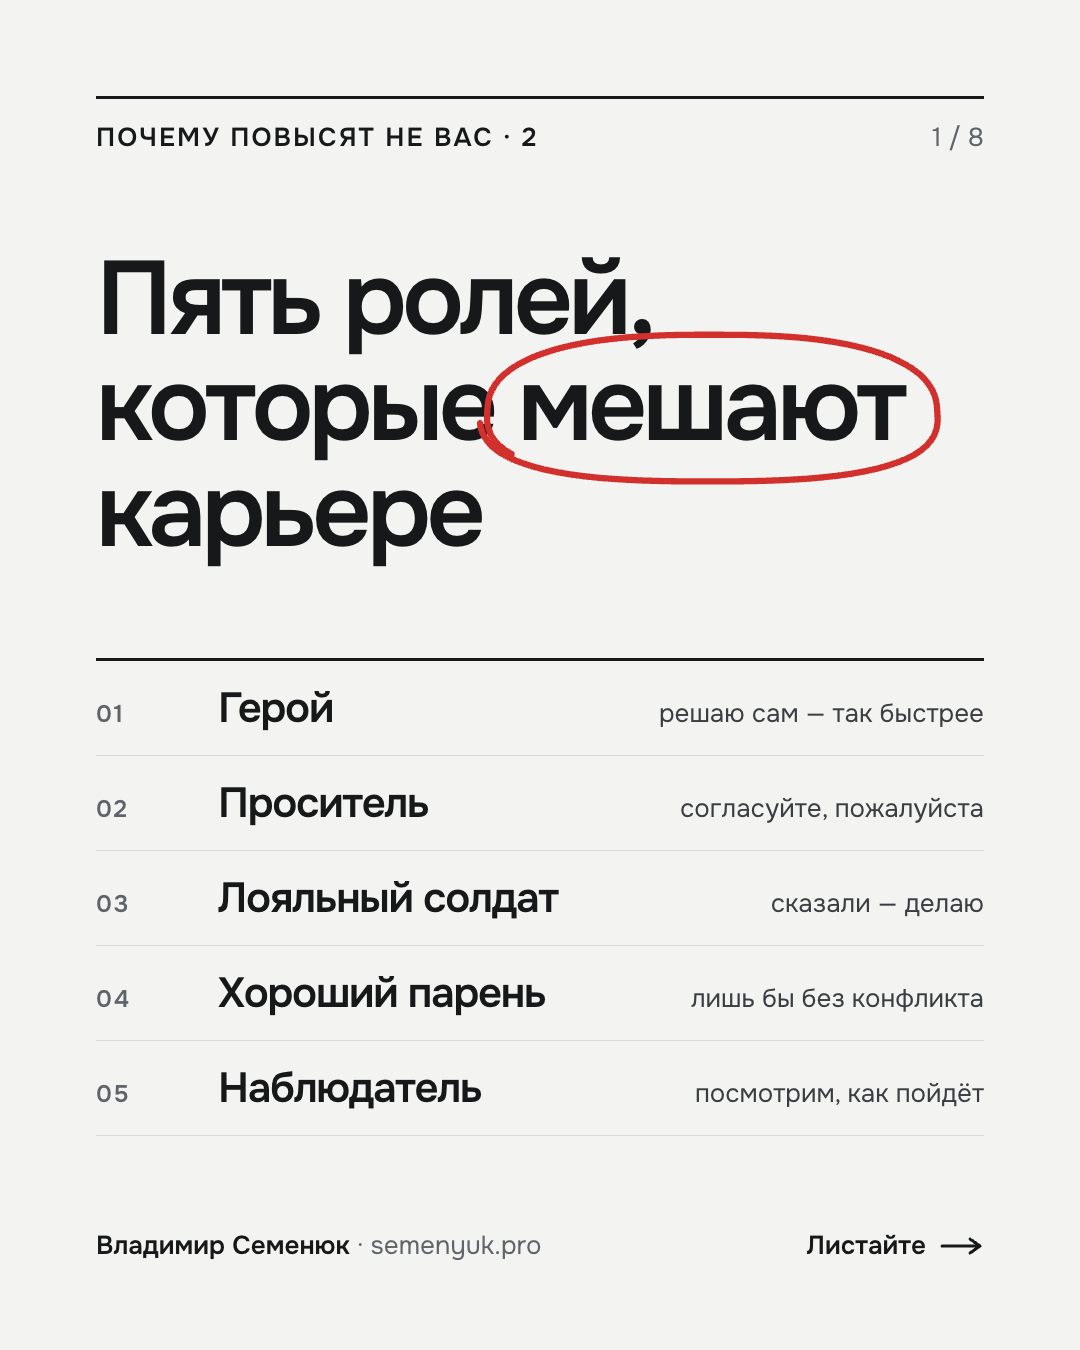 ПОЧЕМУ ПОВЫСЯТ НЕ ВАС · 2
1 / 8
Пять ролей,
которые мешают
карьере
01 Герой решаю сам — так быстрее
02 Проситель согласуйте, пожалуйста
03 Лояльный солдат сказали — делаю
04 Хороший парень лишь бы без конфликта
05 Наблюдатель посмотрим, как пойдёт
Владимир Семенюк · semenyuk.pro
Листайте →